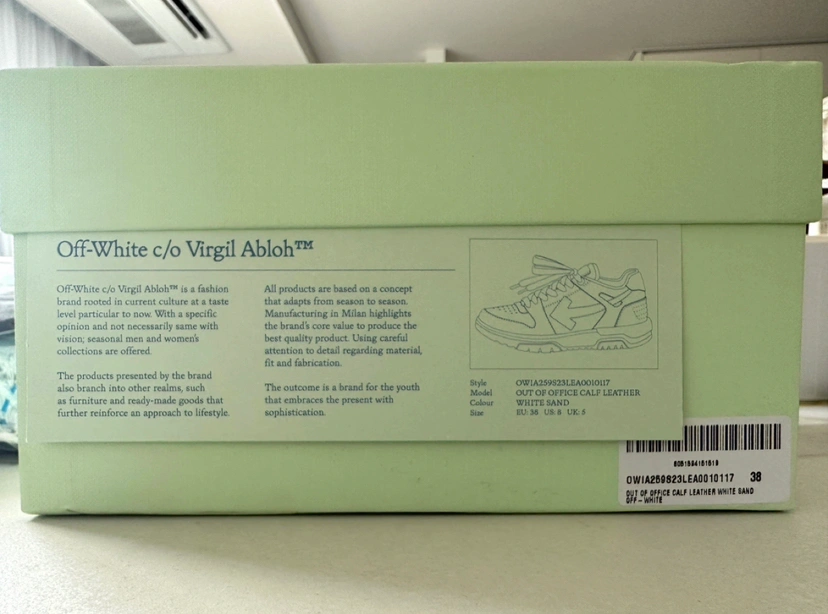 Off-White c/o Virgil Abloh™
Off-White c/o Virgil Abloh™ is a fashion
brand rooted in current culture at a taste
level particular to now. With a specific
opinion and not necessarily same with
vision; seasonal men and women's
collections are offered.
The products presented by the brand
also branch into other realms, such
as furniture and ready-made goods that
further reinforce an approach to lifestyle.
All products are based on a concept
that adapts from season to season.
Manufacturing in Milan highlights
the brand's core value to produce the
best quality product. Using careful
attention to detail regarding material,
fit and fabrication.
The outcome is a brand for the youth
that embraces the present with
sophistication.
Style OWIA259S23LEA0010117
Model OUT OF OFFICE CALF LEATHER
Colour WHITE SAND
Size EU: 38 US: 8 UK: 5
OWIA259S23LEA0010117 38
OUT OF OFFICE CALF LEATHER WHITE SAND
OFF-WHITE